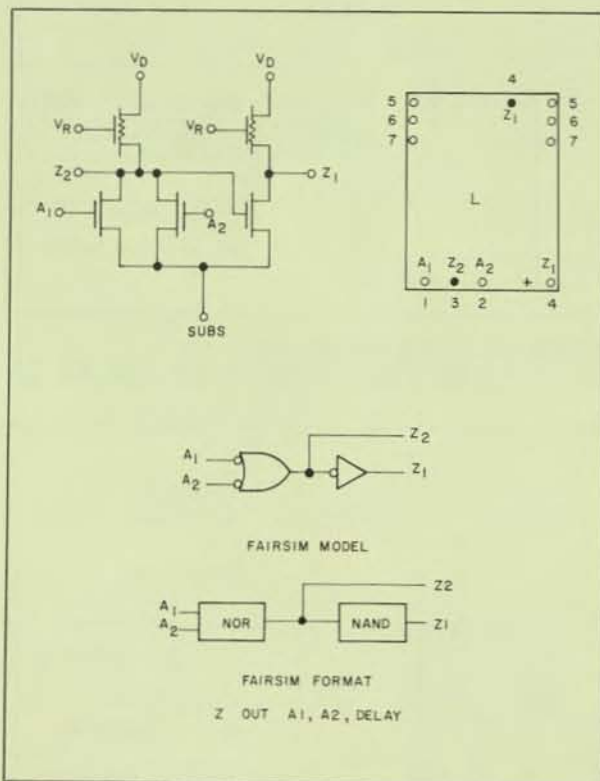 VD VD
4
VR VR
Z1
5 5
6 6
7 7
Z2 Z1
A1 A2
L
SUBS
A1 Z2 A2 + Z1
1 3 2 4
Z2
A1
A2
Z1
FAIRSIM MODEL
Z2
A1
A2
NOR NAND Z1
FAIRSIM FORMAT
Z OUT A1, A2, DELAY